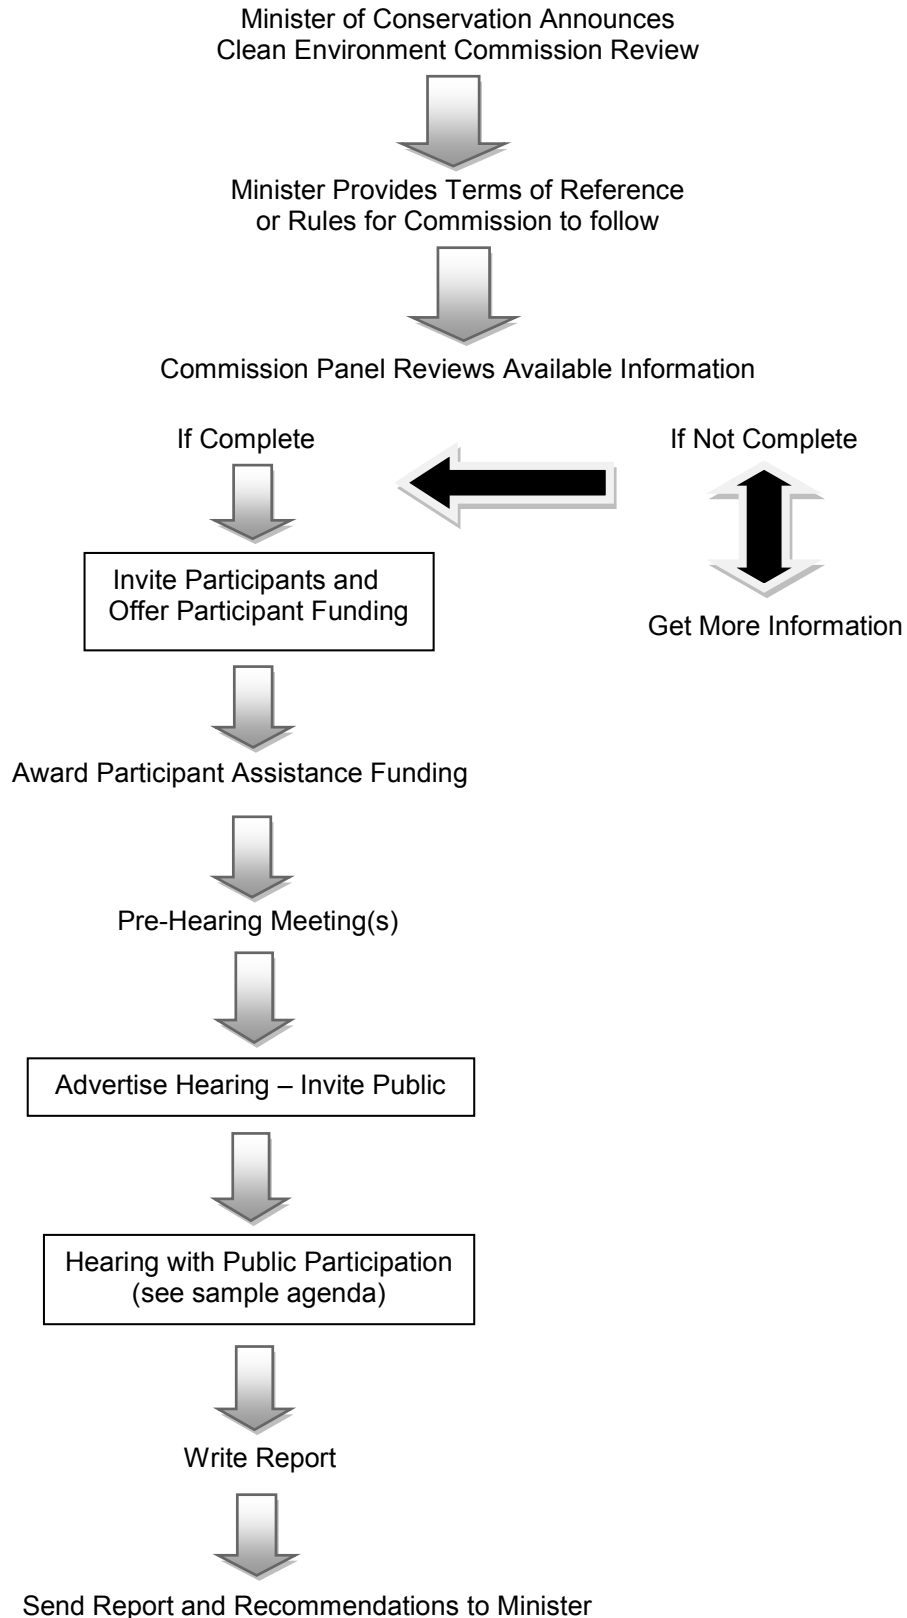 Minister of Conservation Announces
Clean Environment Commission Review
Minister Provides Terms of Reference
or Rules for Commission to follow
Commission Panel Reviews Available Information
If Complete
If Not Complete
Invite Participants and
Offer Participant Funding
Get More Information
Award Participant Assistance Funding
Pre-Hearing Meeting(s)
Advertise Hearing – Invite Public
Hearing with Public Participation
(see sample agenda)
Write Report
Send Report and Recommendations to Minister